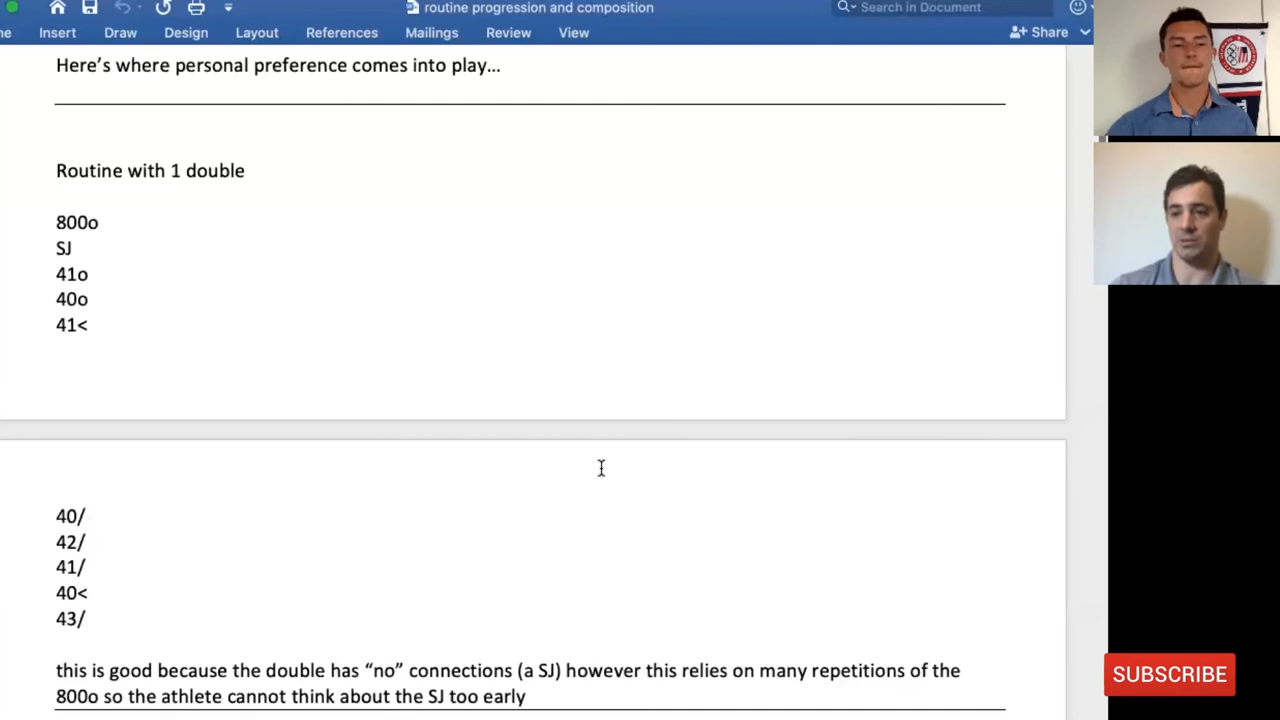 routine progression and composition
Search in Document
Insert Draw Design Layout References Mailings Review View
Share
Here's where personal preference comes into play...
Routine with 1 double
800o
SJ
41o
40o
41<
40/
42/
41/
40<
43/
this is good because the double has “no” connections (a SJ) however this relies on many repetitions of the
800o so the athlete cannot think about the SJ too early
SUBSCRIBE